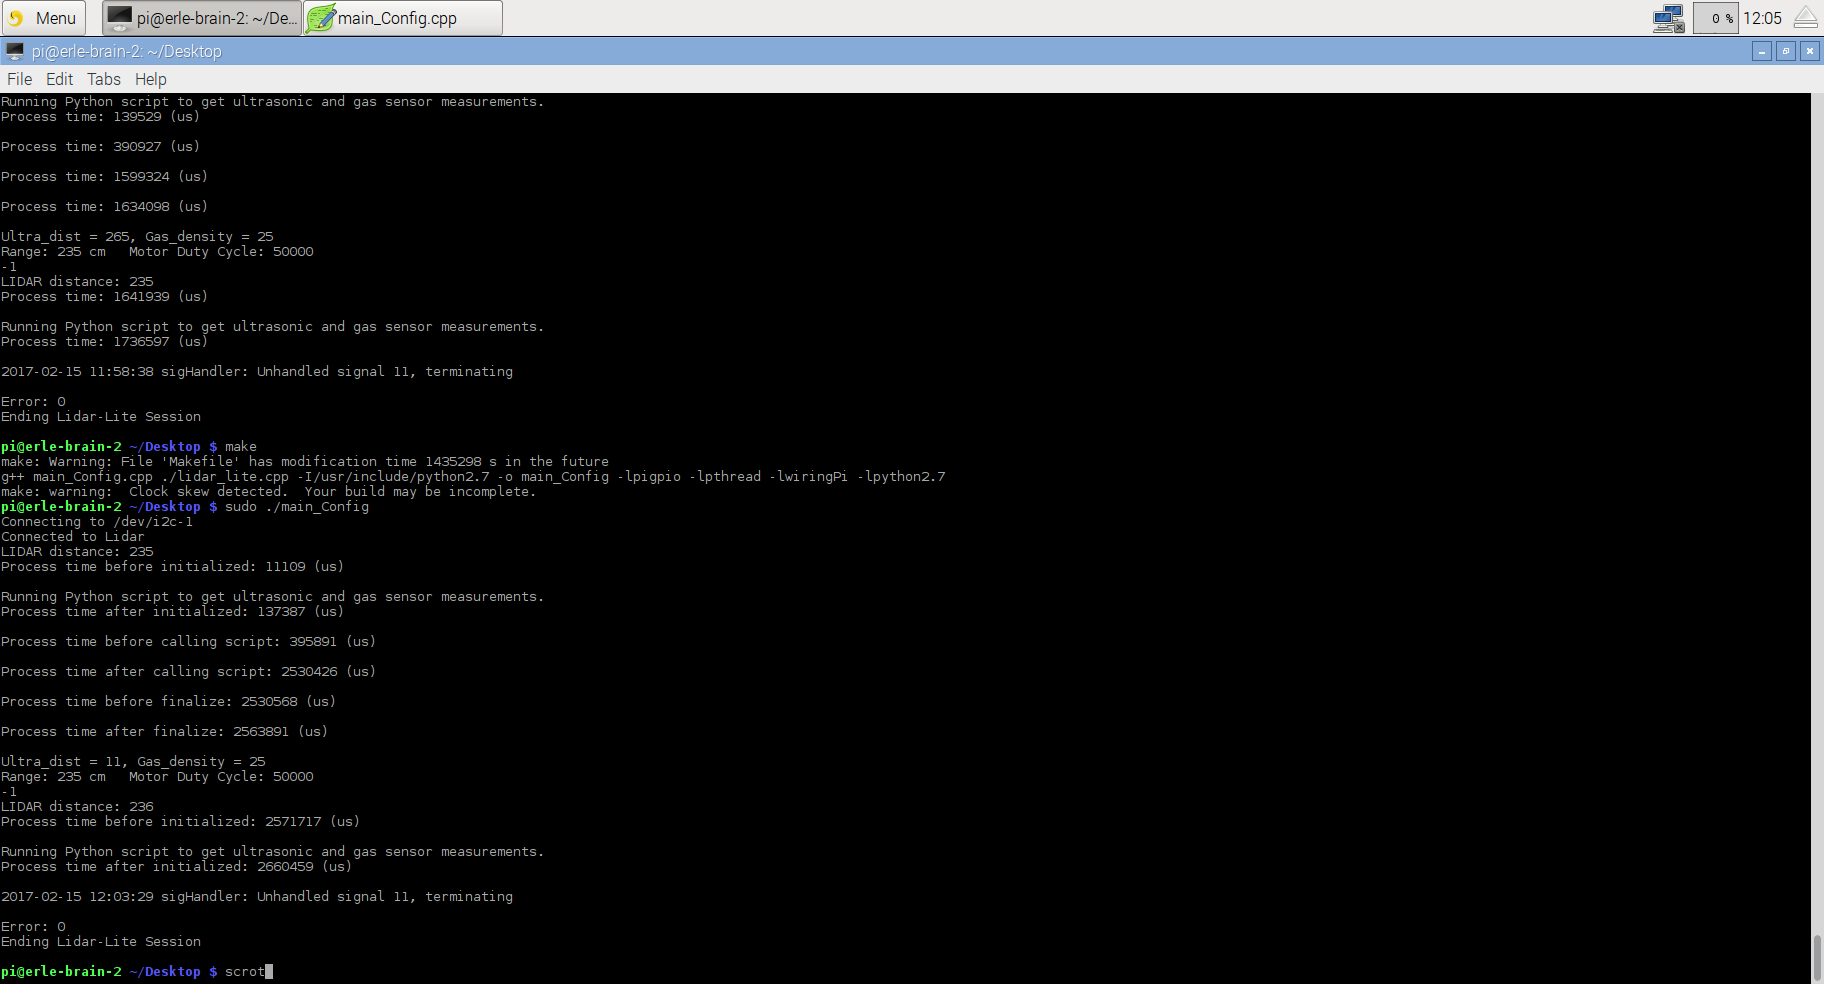 Menu
pi@erle-brain-2: ~/De...
main_Config.cpp
0 %
12:05
pi@erle-brain-2: ~/Desktop
File Edit Tabs Help
Running Python script to get ultrasonic and gas sensor measurements.
Process time: 139529 (us)
Process time: 390927 (us)
Process time: 1599324 (us)
Process time: 1634098 (us)
Ultra_dist = 265, Gas_density = 25
Range: 235 cm   Motor Duty Cycle: 50000
-1
LIDAR distance: 235
Process time: 1641939 (us)
Running Python script to get ultrasonic and gas sensor measurements.
Process time: 1736597 (us)
2017-02-15 11:58:38 sigHandler: Unhandled signal 11, terminating
Error: 0
Ending Lidar-Lite Session
pi@erle-brain-2 ~/Desktop $ make
make: Warning: File 'Makefile' has modification time 1435298 s in the future
g++ main_Config.cpp ./lidar_lite.cpp -I/usr/include/python2.7 -o main_Config -lpigpio -lpthread -lwiringPi -lpython2.7
make: warning:  Clock skew detected.  Your build may be incomplete.
pi@erle-brain-2 ~/Desktop $ sudo ./main_Config
Connecting to /dev/i2c-1
Connected to Lidar
LIDAR distance: 235
Process time before initialized: 11109 (us)
Running Python script to get ultrasonic and gas sensor measurements.
Process time after initialized: 137387 (us)
Process time before calling script: 395891 (us)
Process time after calling script: 2530426 (us)
Process time before finalize: 2530568 (us)
Process time after finalize: 2563891 (us)
Ultra_dist = 11, Gas_density = 25
Range: 235 cm   Motor Duty Cycle: 50000
-1
LIDAR distance: 236
Process time before initialized: 2571717 (us)
Running Python script to get ultrasonic and gas sensor measurements.
Process time after initialized: 2660459 (us)
2017-02-15 12:03:29 sigHandler: Unhandled signal 11, terminating
Error: 0
Ending Lidar-Lite Session
pi@erle-brain-2 ~/Desktop $ scrot